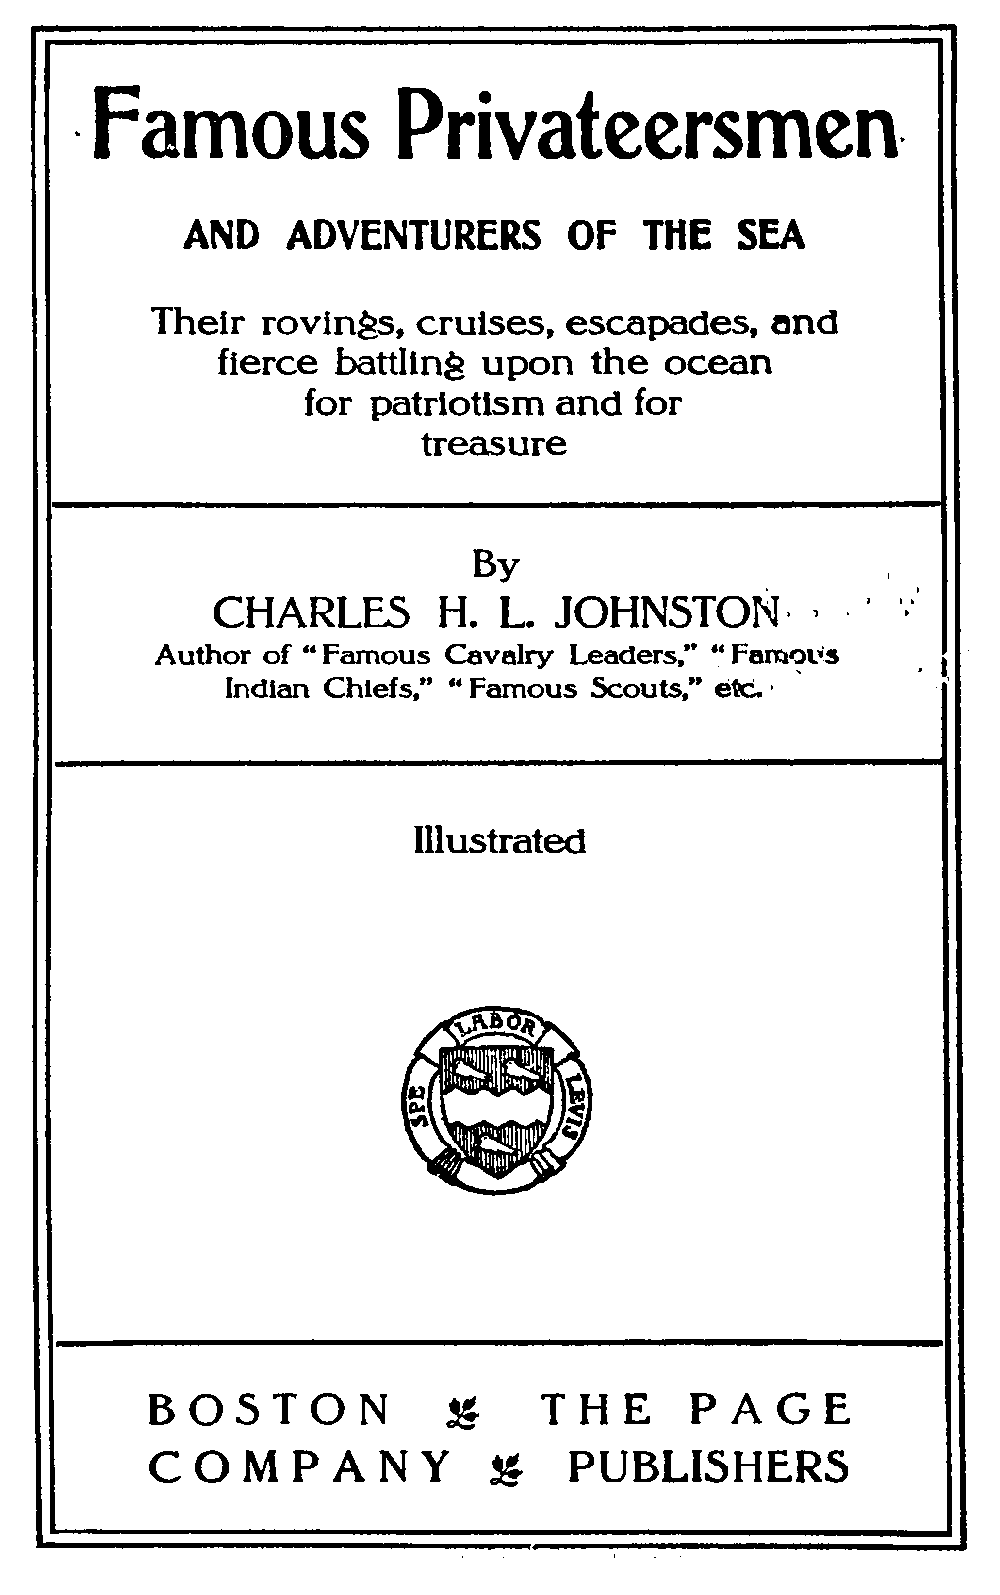 Famous Privateersmen
AND ADVENTURERS OF THE SEA
Their rovings, cruises, escapades, and
fierce battling upon the ocean
for patriotism and for
treasure
By
CHARLES H. L. JOHNSTON
Author of "Famous Cavalry Leaders," "Famous
Indian Chiefs," "Famous Scouts," etc.
Illustrated
SPE LABOR LEVIS
BOSTON THE PAGE
COMPANY PUBLISHERS